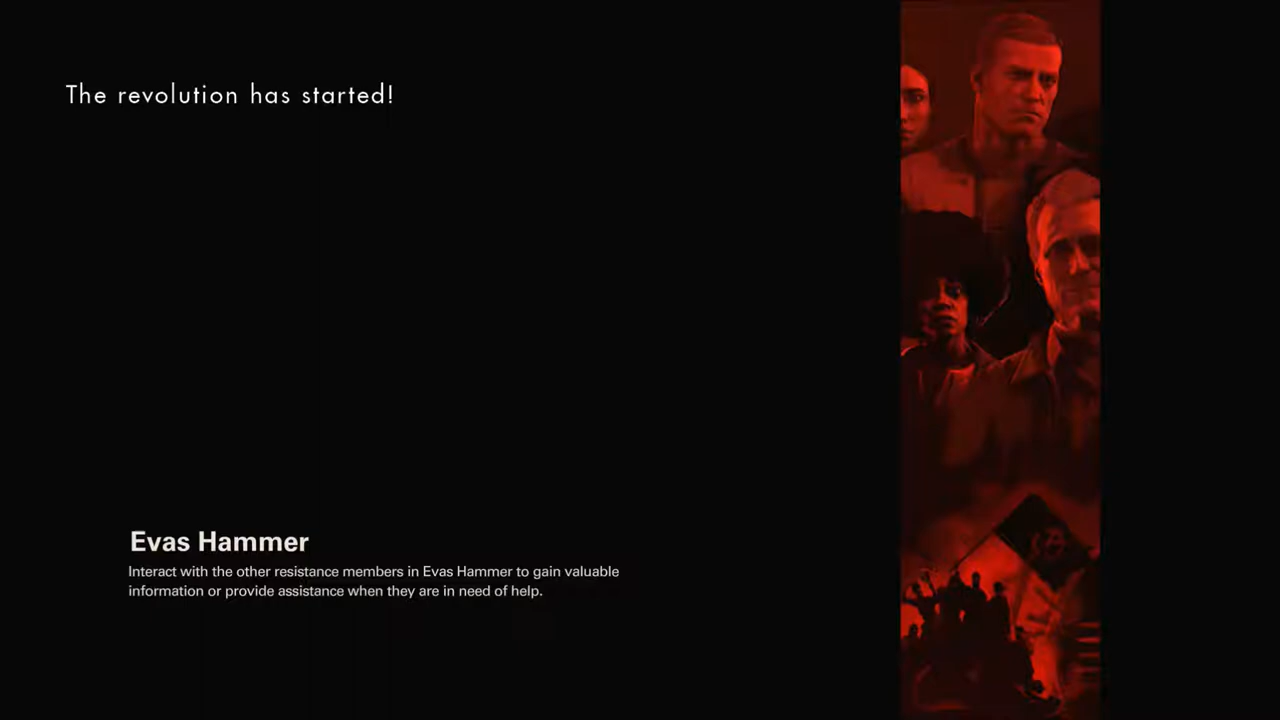 The revolution has started!
Evas Hammer
Interact with the other resistance members in Evas Hammer to gain valuable
information or provide assistance when they are in need of help.